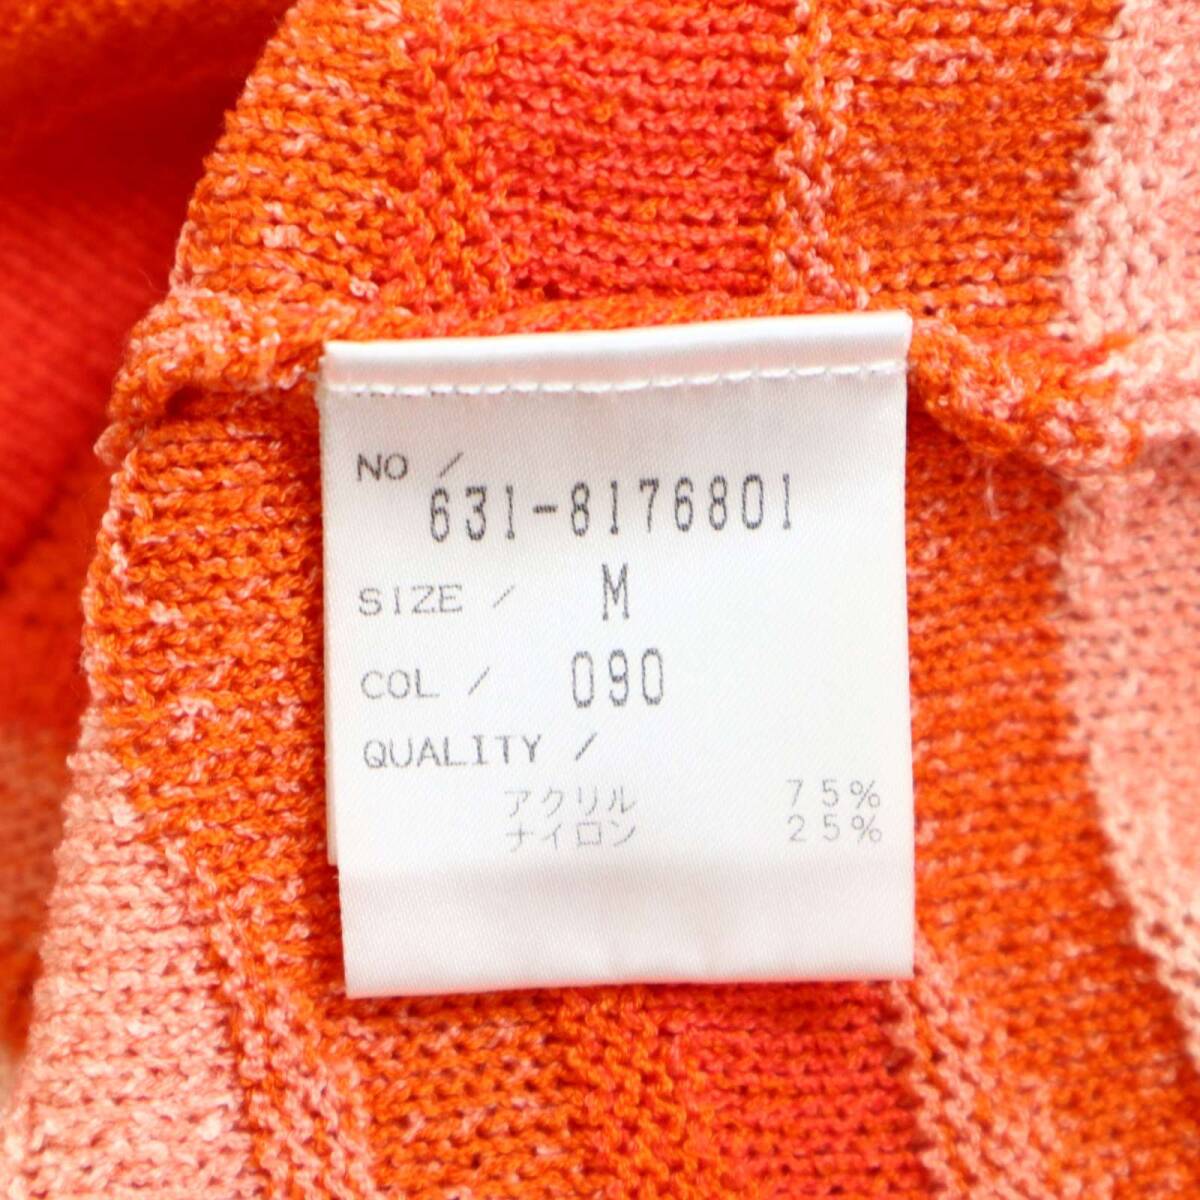 NO /
631-8176801
SIZE / M
COL / 090
QUALITY /
アクリル 75%
ナイロン 25%